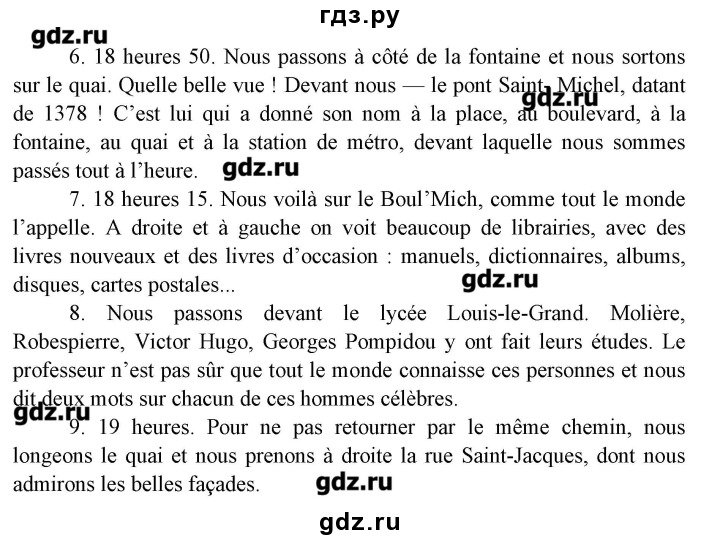 гдз.ру
gdz.ru
6. 18 heures 50. Nous passons à côté de la fontaine et nous sortons
sur le quai. Quelle belle vue ! Devant nous — le pont Saint- Michel, datant
gdz.ru
de 1378 ! C’est lui qui a donné son nom à la place, au boulevard, à la
fontaine, au quai et à la station de métro, devant laquelle nous sommes
passés tout à l’heure.
gdz.ru
7. 18 heures 15. Nous voilà sur le Boul’Mich, comme tout le monde
l’appelle. A droite et à gauche on voit beaucoup de librairies, avec des
livres nouveaux et des livres d’occasion : manuels, dictionnaires, albums,
disques, cartes postales...
gdz.ru
8. Nous passons devant le lycée Louis-le-Grand. Molière,
Robespierre, Victor Hugo, Georges Pompidou y ont fait leurs études. Le
professeur n’est pas sûr que tout le monde connaisse ces personnes et nous
dit deux mots sur chacun de ces hommes célèbres.
gdz.ru
9. 19 heures. Pour ne pas retourner par le même chemin, nous
longeons le quai et nous prenons à droite la rue Saint-Jacques, dont nous
admirons les belles façades.
gdz.ru
gdz.ru